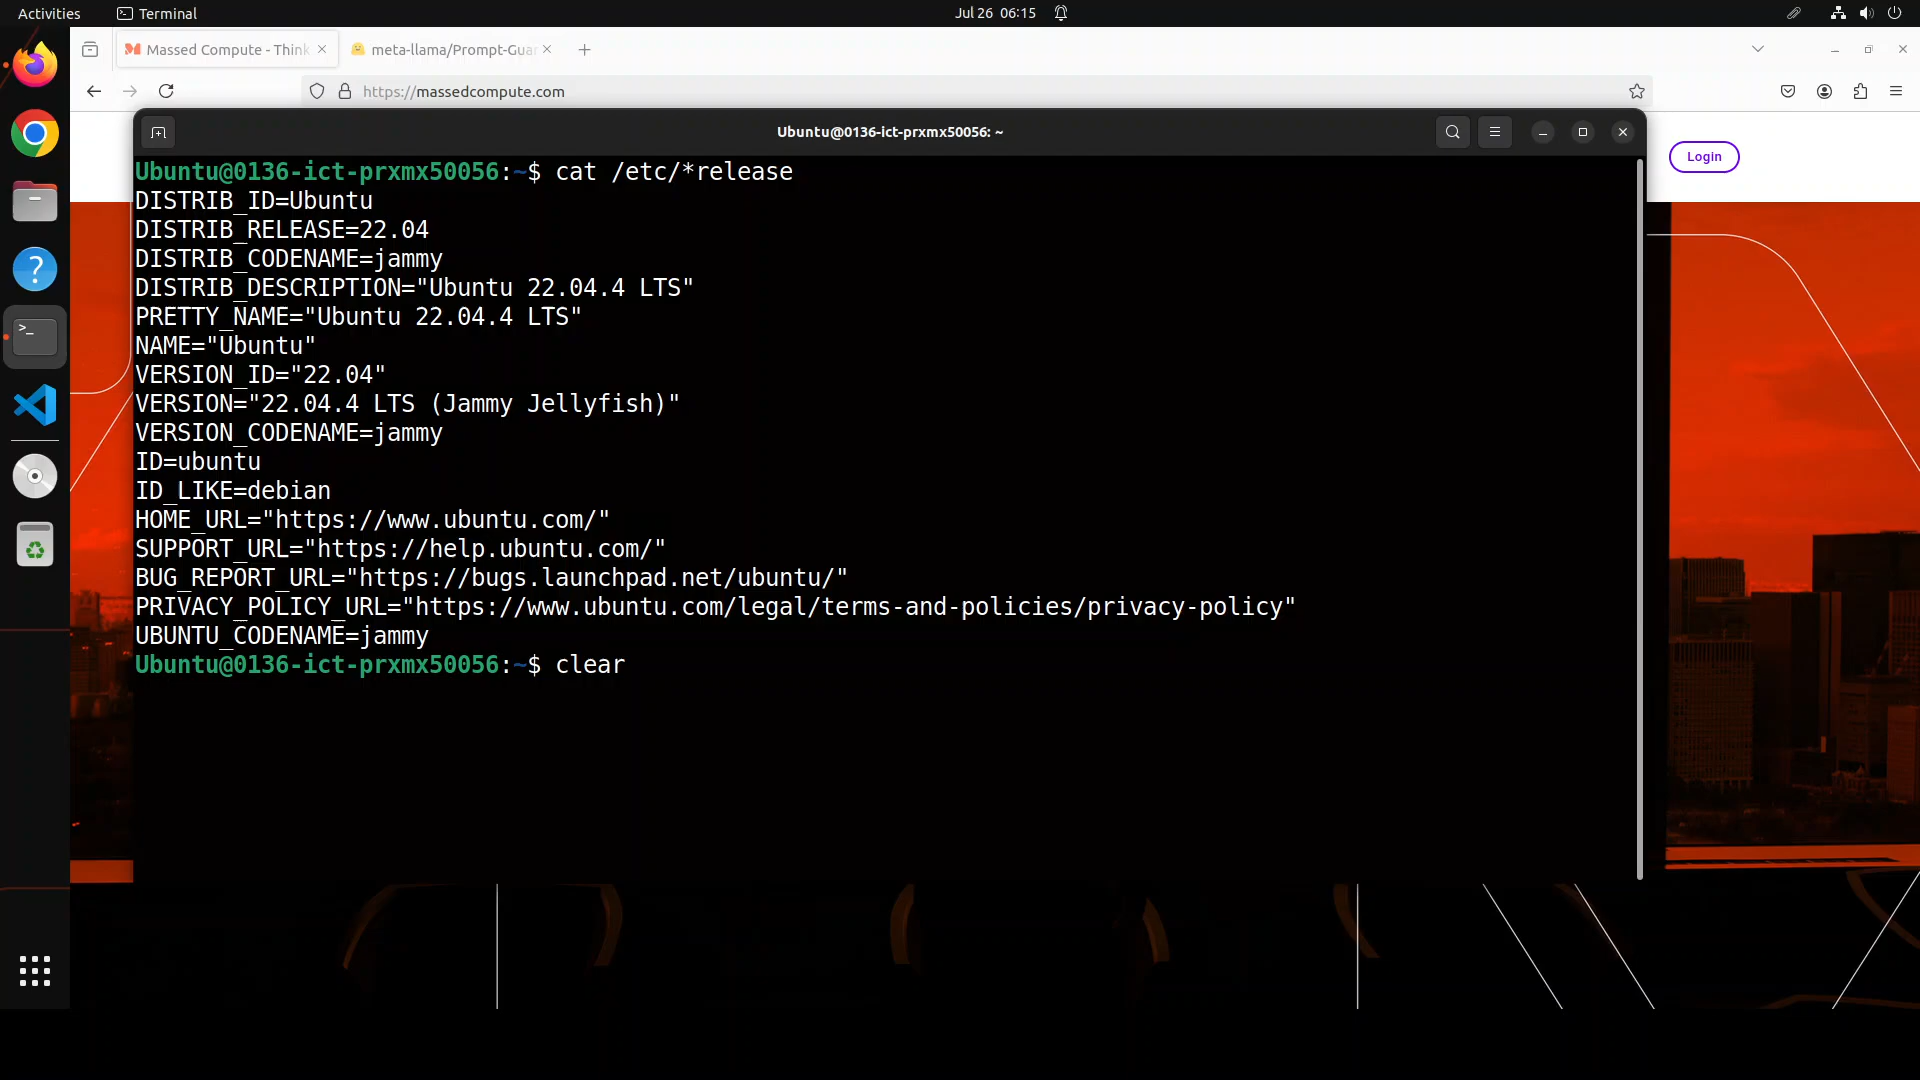 Activities
Terminal
Jul 26 06:15
Massed Compute - Think
meta-llama/Prompt-Gua
https://massedcompute.com
Ubuntu@0136-ict-prxmx50056: ~
Login
Ubuntu@0136-ict-prxmx50056:~$ cat /etc/*release
DISTRIB_ID=Ubuntu
DISTRIB_RELEASE=22.04
DISTRIB_CODENAME=jammy
DISTRIB_DESCRIPTION="Ubuntu 22.04.4 LTS"
PRETTY_NAME="Ubuntu 22.04.4 LTS"
NAME="Ubuntu"
VERSION_ID="22.04"
VERSION="22.04.4 LTS (Jammy Jellyfish)"
VERSION_CODENAME=jammy
ID=ubuntu
ID_LIKE=debian
HOME_URL="https://www.ubuntu.com/"
SUPPORT_URL="https://help.ubuntu.com/"
BUG_REPORT_URL="https://bugs.launchpad.net/ubuntu/"
PRIVACY_POLICY_URL="https://www.ubuntu.com/legal/terms-and-policies/privacy-policy"
UBUNTU_CODENAME=jammy
Ubuntu@0136-ict-prxmx50056:~$ clear